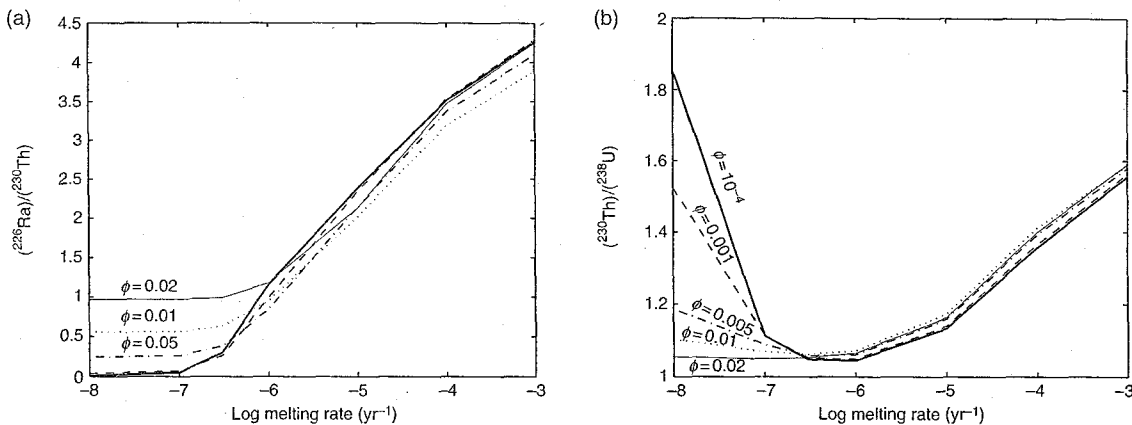 (a)
4.5
4
3.5
3
2.5
2
1.5
1
0.5
0
(²²⁶Ra)/(²³⁰Th)
ϕ=0.02
ϕ=0.01
ϕ=0.05
−8 −7 −6 −5 −4 −3
Log melting rate (yr⁻¹)
(b)
2
1.8
1.6
1.4
1.2
1
(²³⁰Th)/(²³⁸U)
ϕ=10⁻⁴
ϕ=0.001
ϕ=0.005
ϕ=0.01
ϕ=0.02
−8 −7 −6 −5 −4 −3
Log melting rate (yr⁻¹)